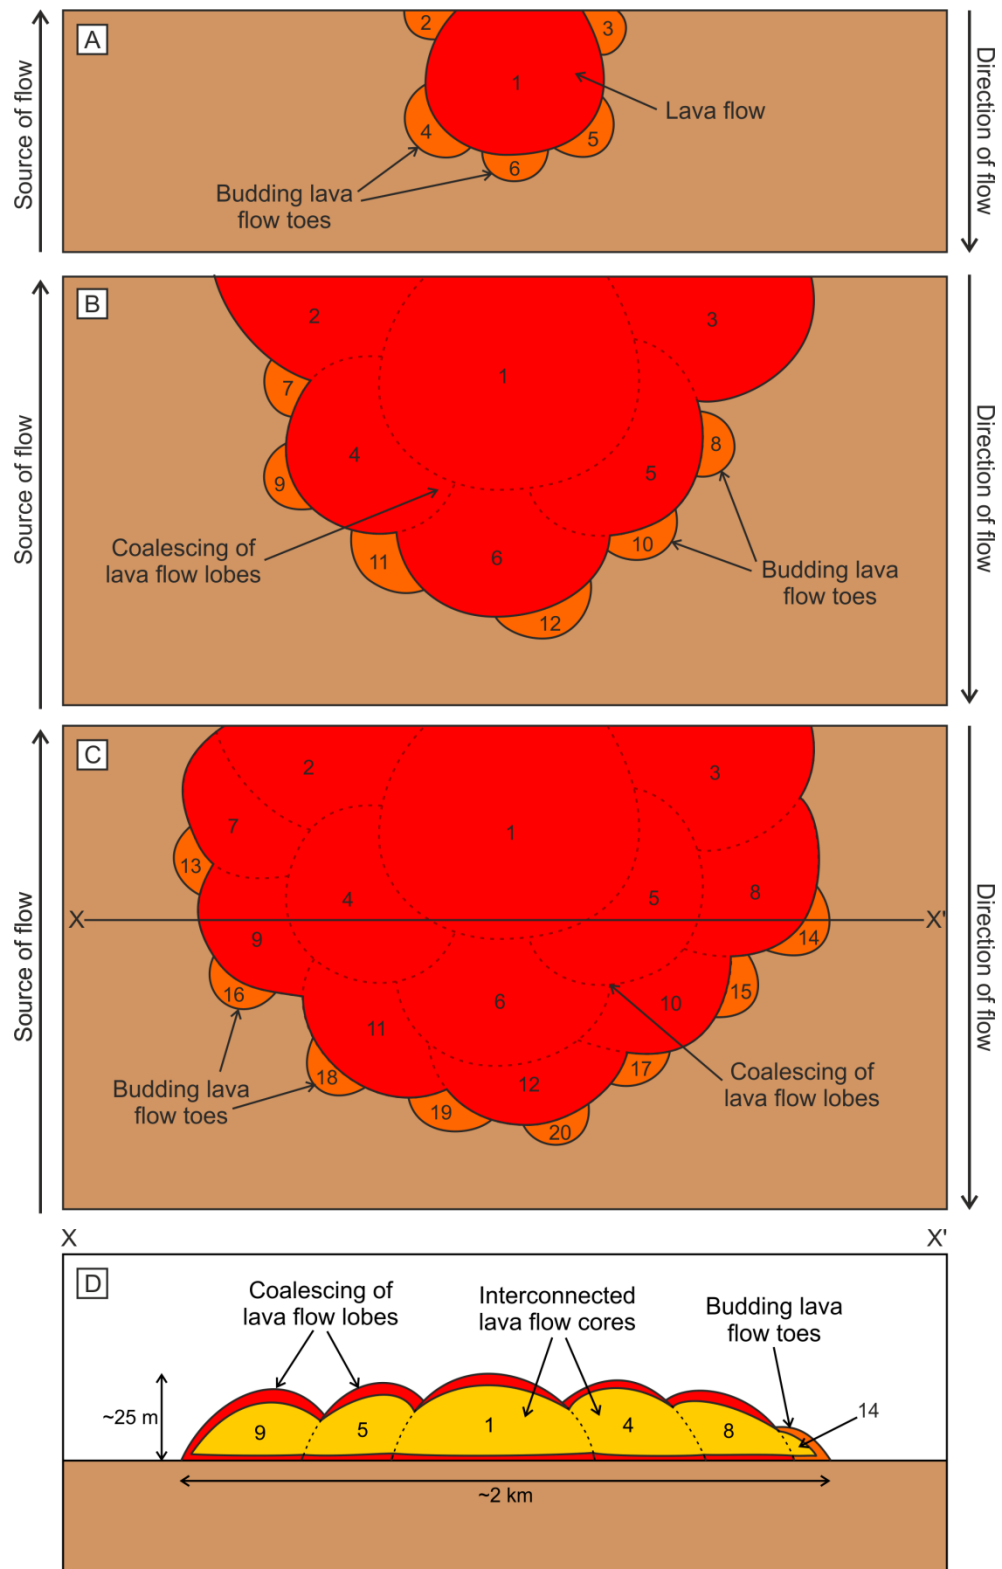 Source of flow
A
2
3
1
Lava flow
4
5
6
Budding lava
flow toes
Direction of flow
Source of flow
B
2
3
1
7
4
8
5
9
10
Coalescing of
lava flow lobes
6
11
Budding lava
flow toes
12
Direction of flow
Source of flow
C
2
3
7
1
13
4
5
8
X
X'
9
14
16
6
10
15
11
17
Coalescing of
lava flow lobes
18
12
Budding lava
flow toes
19
20
Direction of flow
X
X'
D
Coalescing of
lava flow lobes
Interconnected
lava flow cores
Budding lava
flow toes
~25 m
9
5
1
4
8
14
~2 km